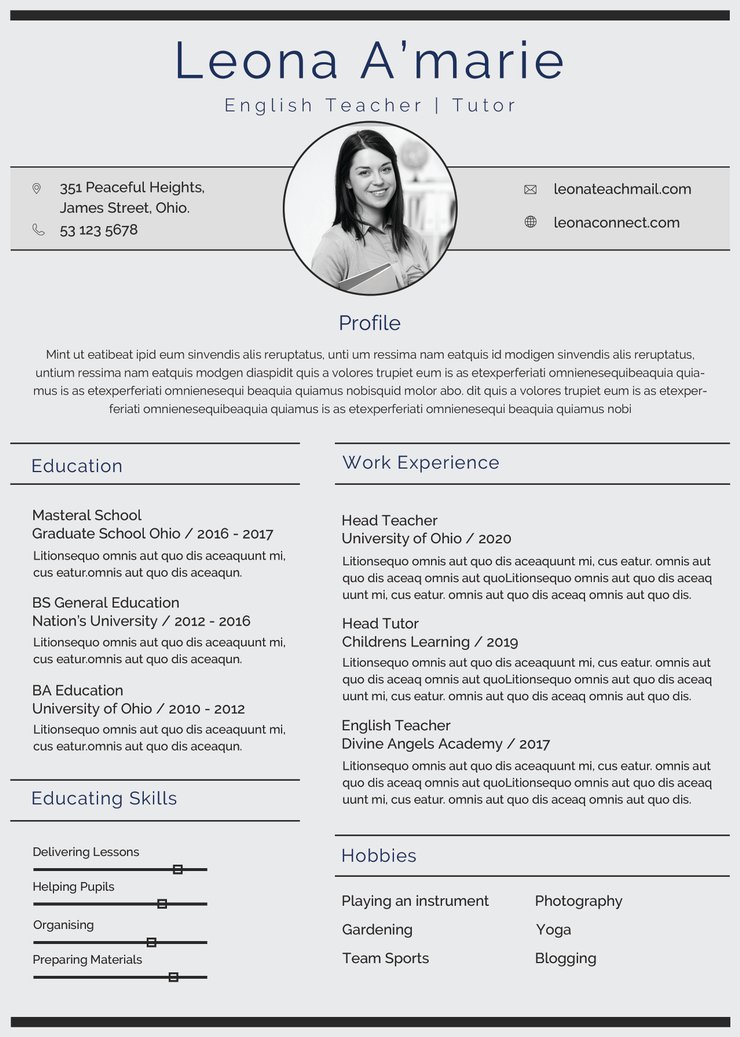 Leona A’marie
English Teacher | Tutor
351 Peaceful Heights,
James Street, Ohio.
53 123 5678
leonateachmail.com
leonaconnect.com
Profile
Mint ut eatibeat ipid eum sinvendis alis reruptatus, unti um ressima nam eatquis id modigen sinvendis alis reruptatus,
untium ressima nam eatquis modgen diaspidit quis a volores trupiet eum is as etexperferiati omnienesequibeaquia quia-
mus is as etexperferiati omnienesequi beaquia quiamus nobisquid molor abo. dit quis a volores trupiet eum is as etexper-
feriati omnienesequibeaquia quiamus is as etexperferiati omnienesequi beaquia quiamus nobi
Education
Masteral School
Graduate School Ohio / 2016 - 2017
Litionsequo omnis aut quo dis aceaquunt mi,
cus eatur.omnis aut quo dis aceaqun.
BS General Education
Nation’s University / 2012 - 2016
Litionsequo omnis aut quo dis aceaquunt mi,
cus eatur.omnis aut quo dis aceaqun.
BA Education
University of Ohio / 2010 - 2012
Litionsequo omnis aut quo dis aceaquunt mi,
cus eatur.omnis aut quo dis aceaqun.
Educating Skills
Delivering Lessons
Helping Pupils
Organising
Preparing Materials
Work Experience
Head Teacher
University of Ohio / 2020
Litionsequo omnis aut quo dis aceaquunt mi, cus eatur. omnis aut
quo dis aceaq omnis aut quoLitionsequo omnis aut quo dis aceaq
uunt mi, cus eatur. omnis aut quo dis aceaq omnis aut quo dis.
Head Tutor
Childrens Learning / 2019
Litionsequo omnis aut quo dis aceaquunt mi, cus eatur. omnis aut
quo dis aceaq omnis aut quoLitionsequo omnis aut quo dis aceaq
uunt mi, cus eatur. omnis aut quo dis aceaq omnis aut quo dis.
English Teacher
Divine Angels Academy / 2017
Litionsequo omnis aut quo dis aceaquunt mi, cus eatur. omnis aut
quo dis aceaq omnis aut quoLitionsequo omnis aut quo dis aceaq
uunt mi, cus eatur. omnis aut quo dis aceaq omnis aut quo dis.
Hobbies
Playing an instrument
Gardening
Team Sports
Photography
Yoga
Blogging